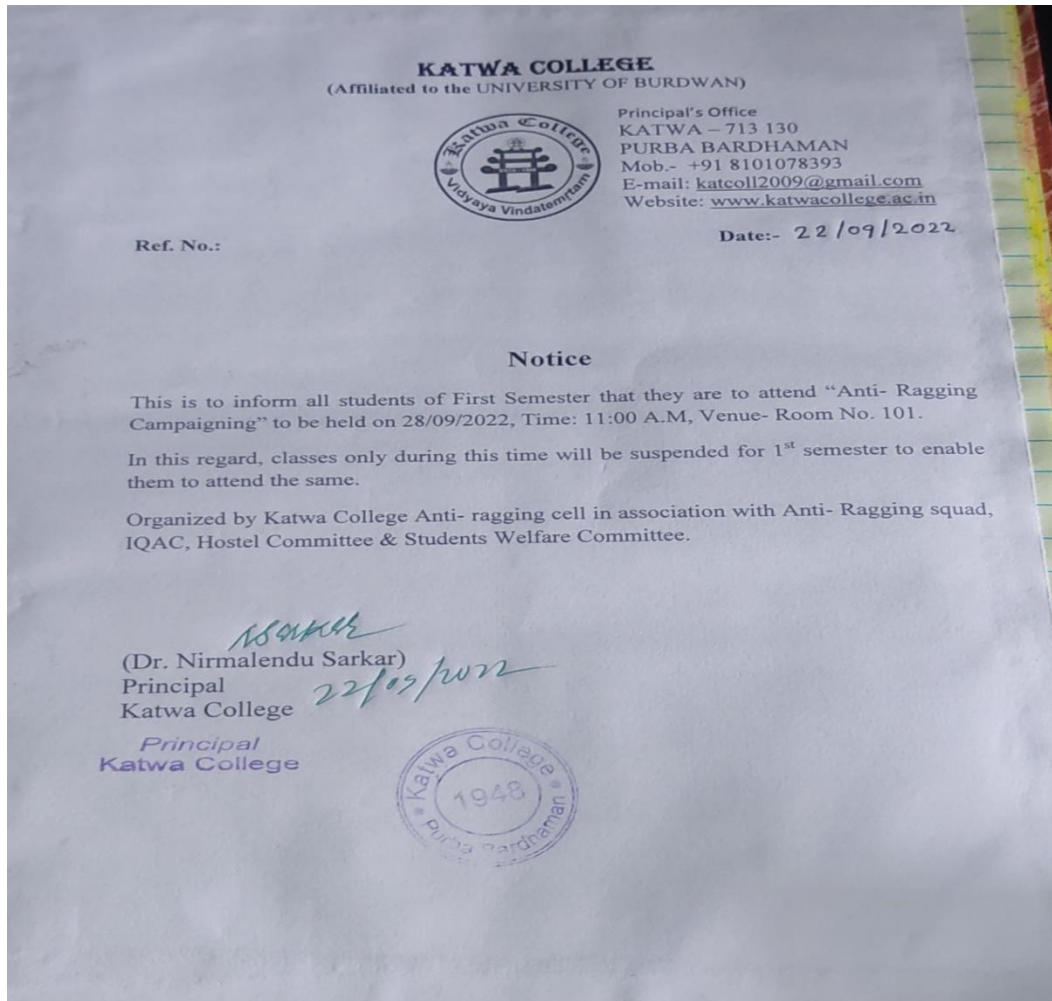 KATWA COLLEGE
(Affiliated to the UNIVERSITY OF BURDWAN)
Katwa College
Vidyaya Vindatemrtam
Principal's Office
KATWA – 713 130
PURBA BARDHAMAN
Mob.- +91 8101078393
E-mail: katcoll2009@gmail.com
Website: www.katwacollege.ac.in
Ref. No.:
Date:- 22/09/2022
Notice
This is to inform all students of First Semester that they are to attend “Anti- Ragging
Campaigning” to be held on 28/09/2022, Time: 11:00 A.M, Venue- Room No. 101.
In this regard, classes only during this time will be suspended for 1st semester to enable
them to attend the same.
Organized by Katwa College Anti- ragging cell in association with Anti- Ragging squad,
IQAC, Hostel Committee & Students Welfare Committee.
(Dr. Nirmalendu Sarkar)
Principal
22/09/2022
Katwa College
Principal
Katwa College
Katwa College
1948
Purba Bardhaman